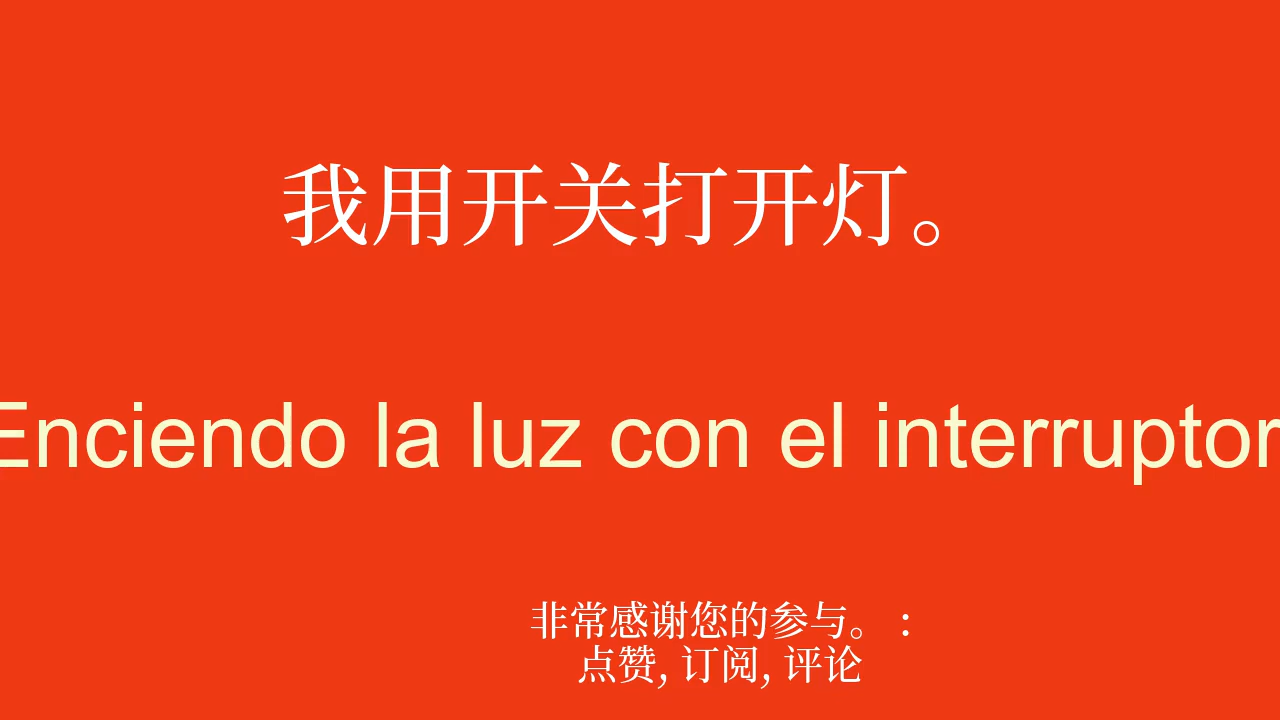 我用开关打开灯。
Enciendo la luz con el interruptor
非常感谢您的参与。 :
点赞, 订阅, 评论